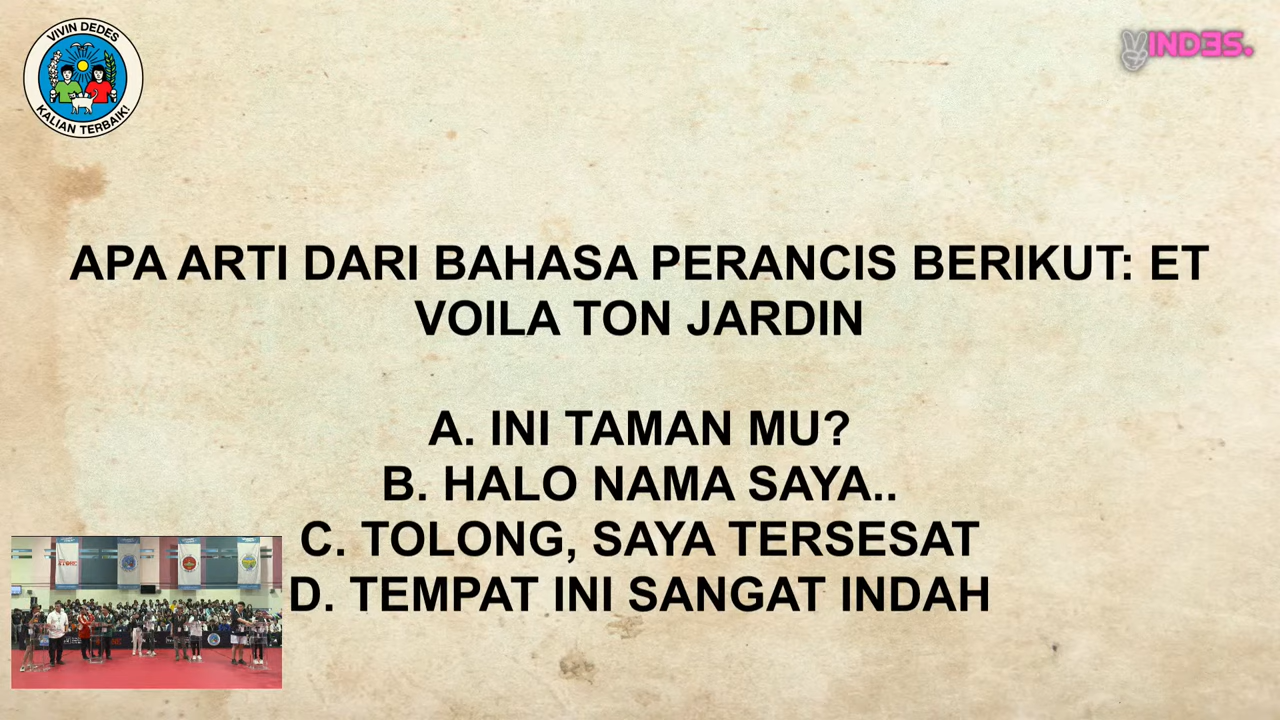 VIVIN DEDES
KALIAN TERBAIK!
VINDES.
APA ARTI DARI BAHASA PERANCIS BERIKUT: ET
VOILA TON JARDIN
A. INI TAMAN MU?
B. HALO NAMA SAYA..
C. TOLONG, SAYA TERSESAT
D. TEMPAT INI SANGAT INDAH